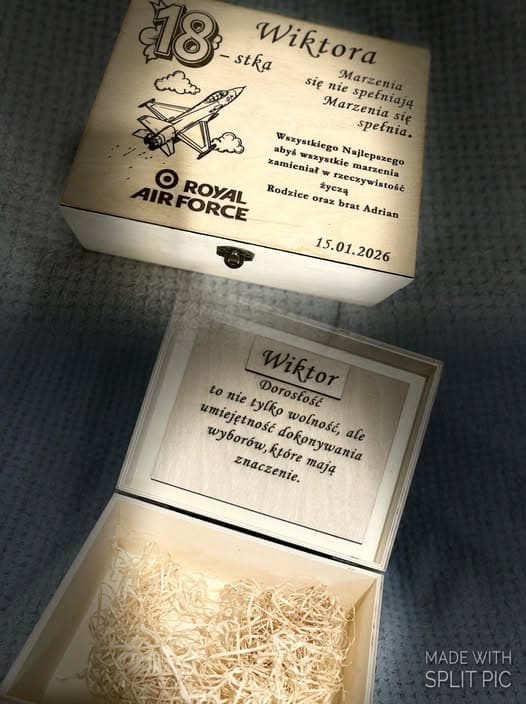 18 - stka
Wiktora
Marzenia
się nie spełniają
Marzenia się
spełnia.
Wszystkiego Najlepszego
abyś wszystkie marzenia
zamieniał w rzeczywistość
życzą
Rodzice oraz brat Adrian
ROYAL
AIR FORCE
15.01.2026
Wiktor
Dorosłość
to nie tylko wolność, ale
umiejętność dokonywania
wyborów,które mają
znaczenie.
MADE WITH
SPLIT PIC